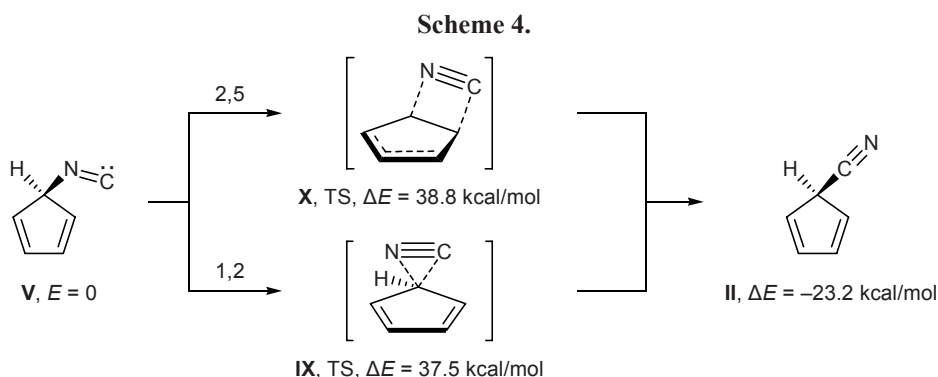 Scheme 4.
N C
2,5
X, TS, ΔE = 38.8 kcal/mol
H N C̈
V, E = 0
H C N
II, ΔE = –23.2 kcal/mol
1,2
N C
H
IX, TS, ΔE = 37.5 kcal/mol